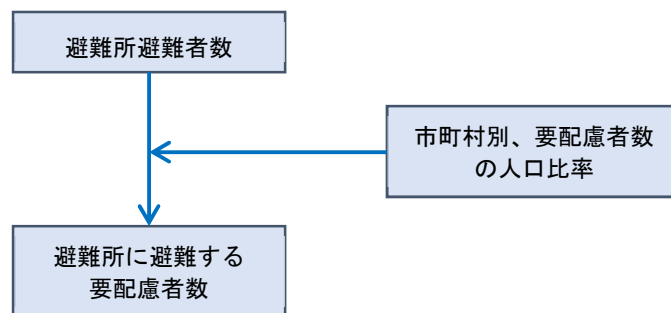 避難所避難者数
市町村別、要配慮者数
の人口比率
避難所に避難する
要配慮者数